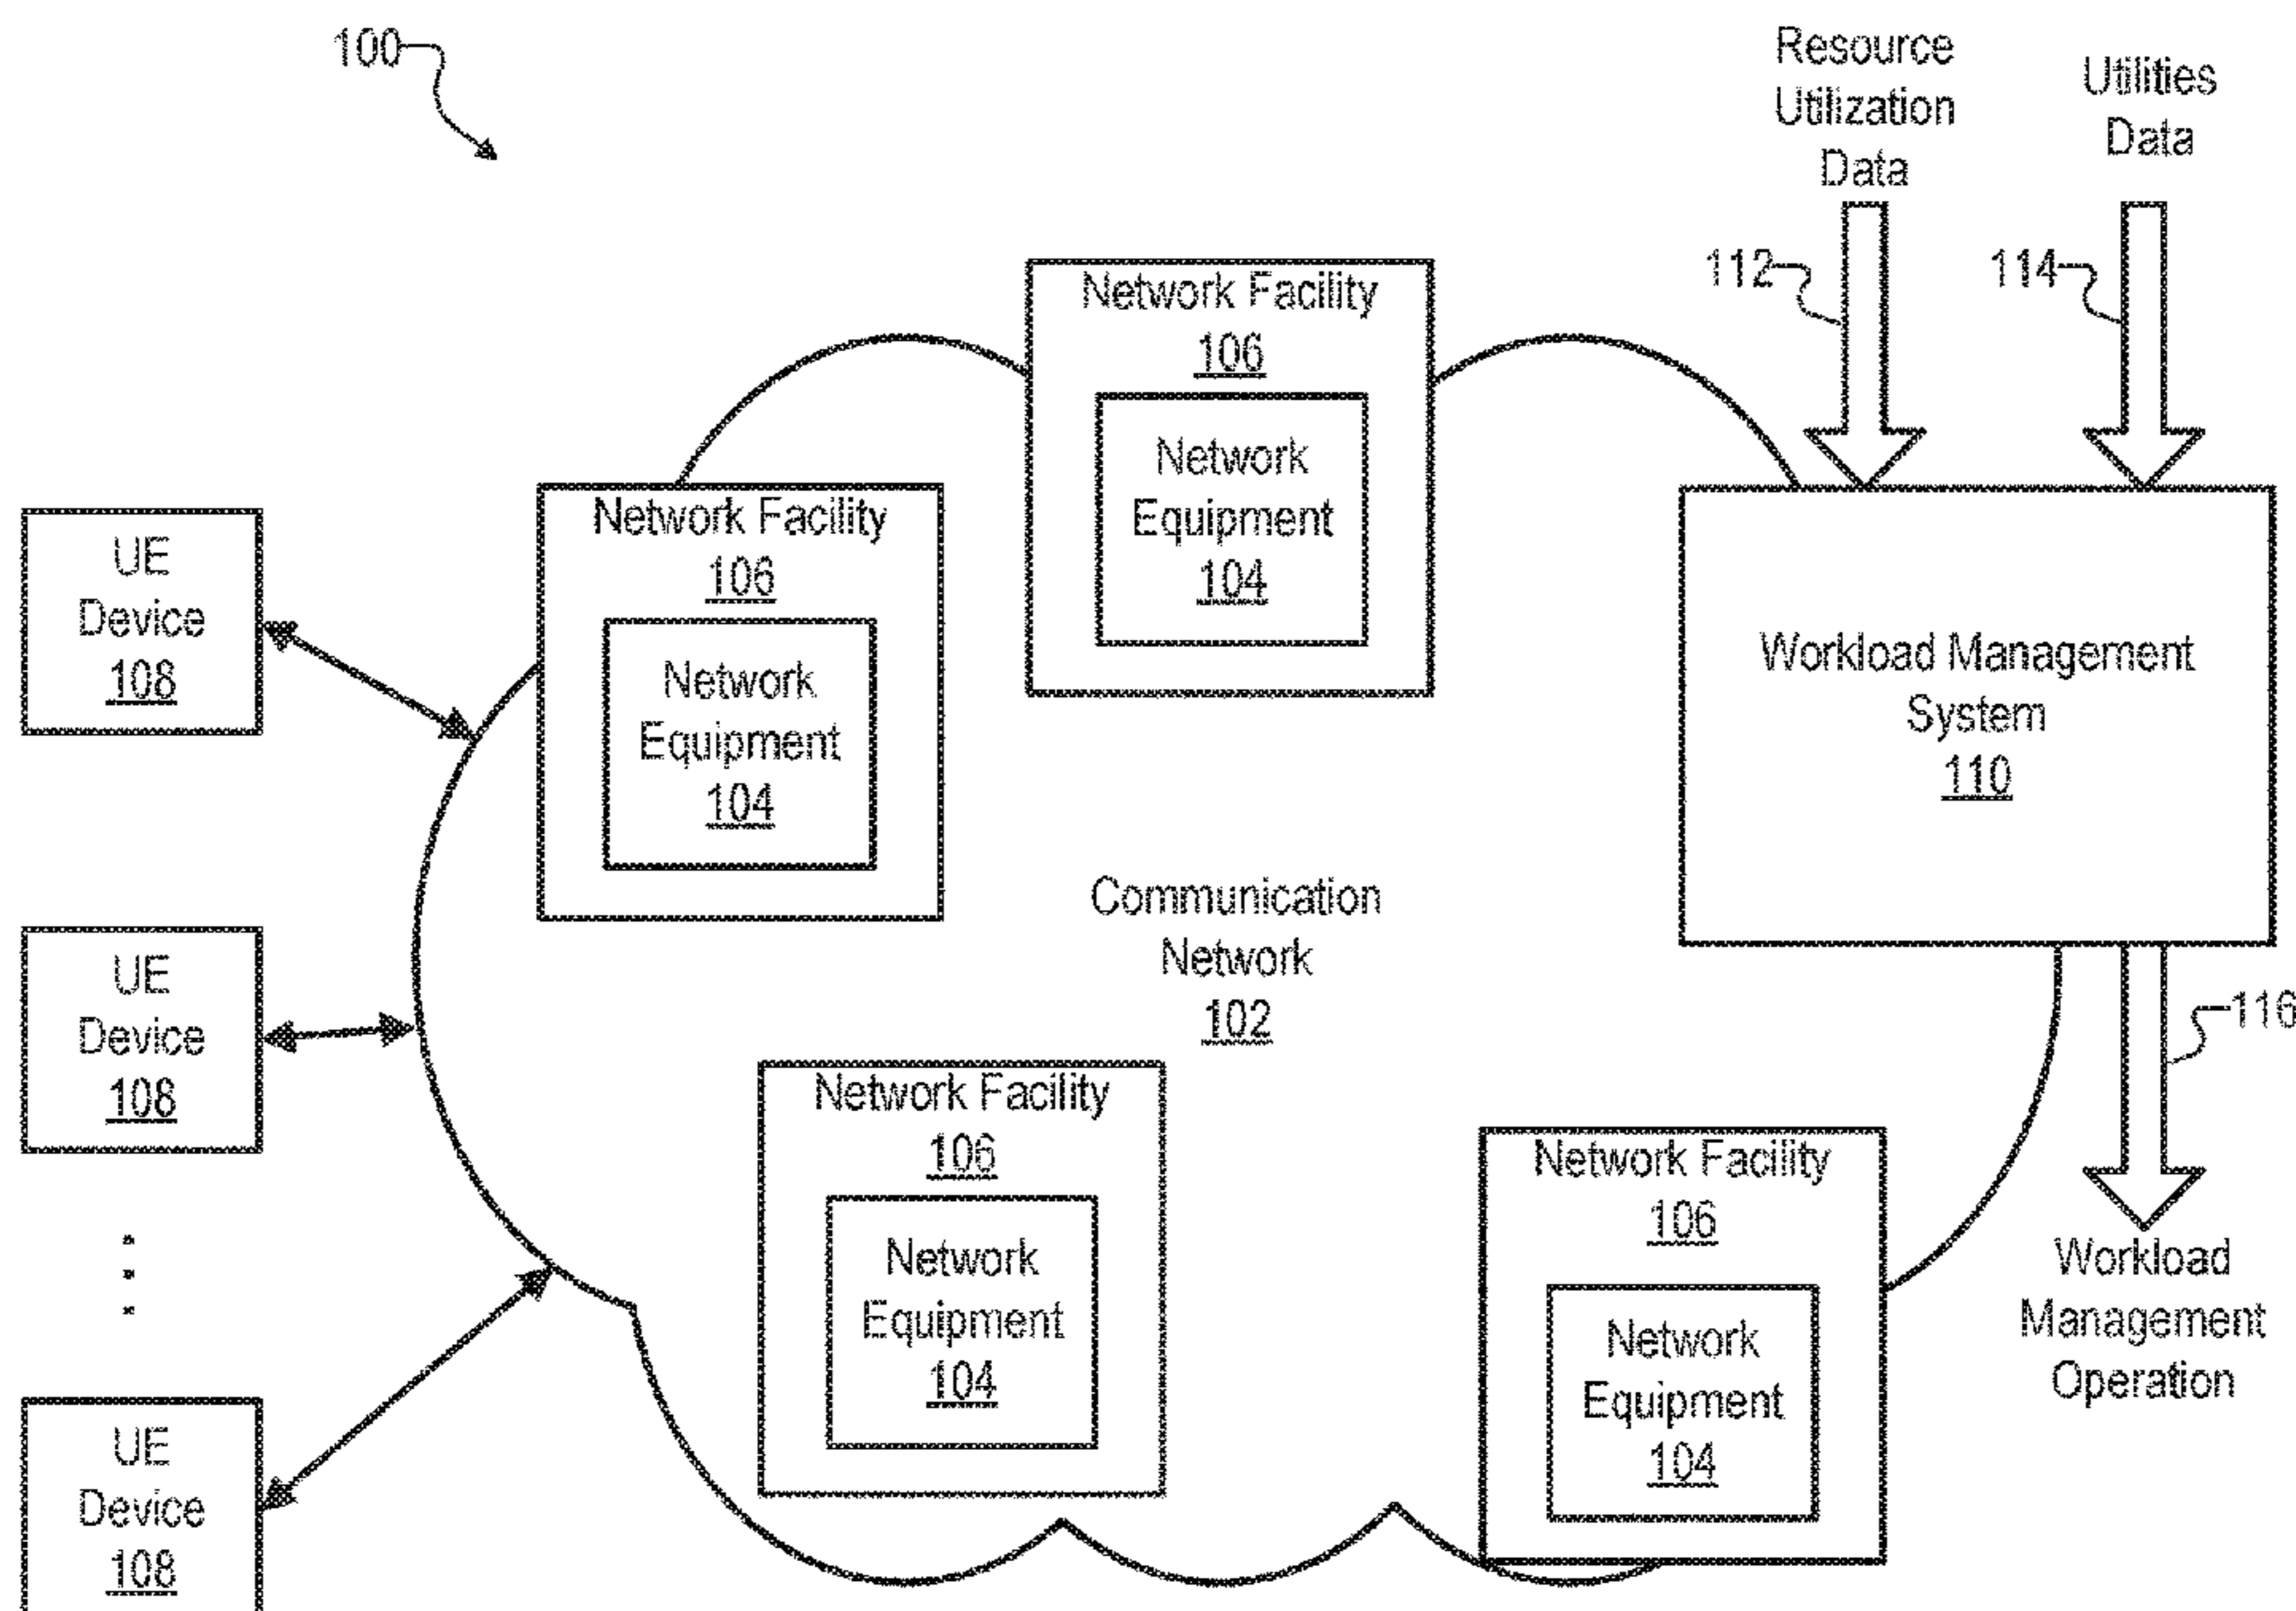 100
Resource
Utilization
Data
Utilities
Data
112
114
Network Facility
106
Network
Equipment
104
Network Facility
106
Network
Equipment
104
UE
Device
108
Workload Management
System
110
Communication
Network
102
UE
Device
108
116
Network Facility
106
Network
Equipment
104
Network Facility
106
Network
Equipment
104
Workload
Management
Operation
UE
Device
108